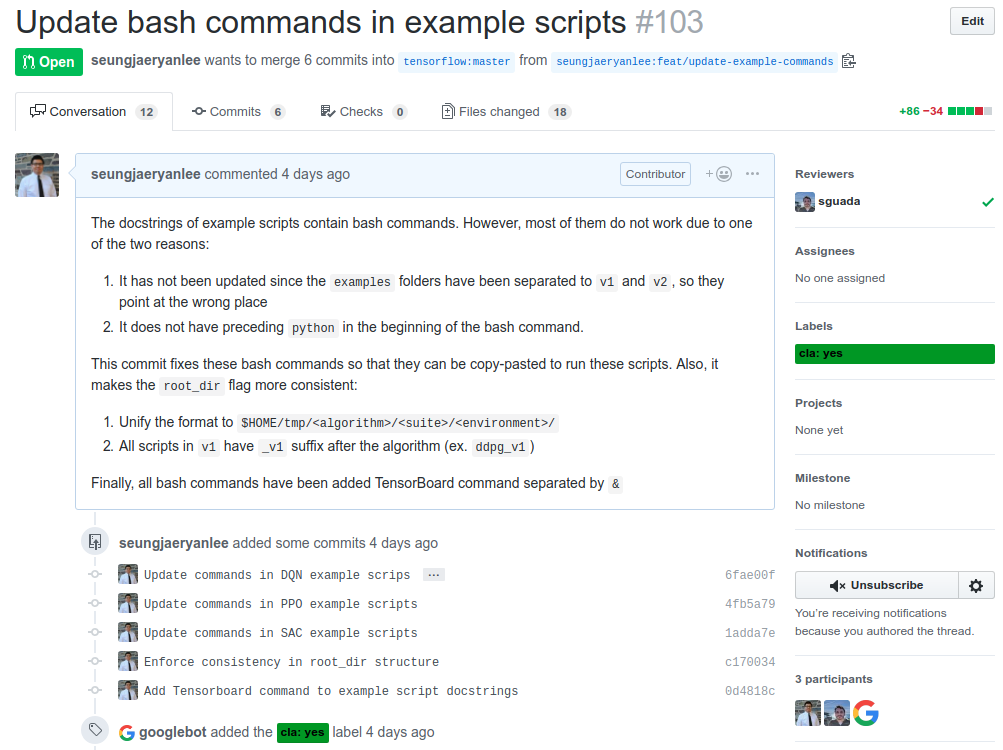 Update bash commands in example scripts #103
Edit
Open seungjaeryanlee wants to merge 6 commits into tensorflow:master from seungjaeryanlee:feat/update-example-commands
Conversation 12 Commits 6 Checks 0 Files changed 18 +86 −34
seungjaeryanlee commented 4 days ago Contributor + ...
The docstrings of example scripts contain bash commands. However, most of them do not work due to one
of the two reasons:
1. It has not been updated since the examples folders have been separated to v1 and v2 , so they
point at the wrong place
2. It does not have preceding python in the beginning of the bash command.
This commit fixes these bash commands so that they can be copy-pasted to run these scripts. Also, it
makes the root_dir flag more consistent:
1. Unify the format to $HOME/tmp/<algorithm>/<suite>/<environment>/
2. All scripts in v1 have _v1 suffix after the algorithm (ex. ddpg_v1 )
Finally, all bash commands have been added TensorBoard command separated by &
seungjaeryanlee added some commits 4 days ago
Update commands in DQN example scrips ... 6fae00f
Update commands in PPO example scripts 4fb5a79
Update commands in SAC example scripts 1adda7e
Enforce consistency in root_dir structure c170034
Add Tensorboard command to example script docstrings 0d4818c
googlebot added the cla: yes label 4 days ago
Reviewers
sguada
Assignees
No one assigned
Labels
cla: yes
Projects
None yet
Milestone
No milestone
Notifications
Unsubscribe
You're receiving notifications
because you authored the thread.
3 participants